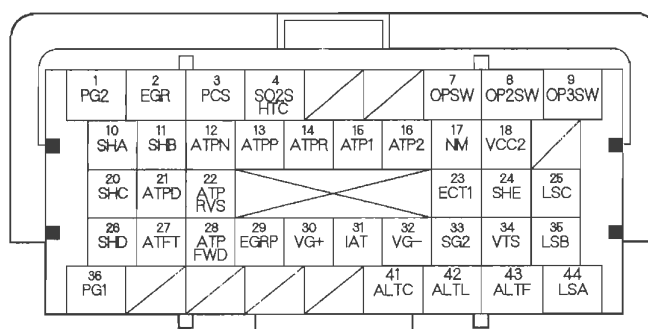 1 2 3 4 7 8 9
PG2 EGR PCS SO2S HTC OPSW OP2SW OP3SW
10 11 12 13 14 15 16 17 18
SHA SHB ATPN ATPP ATPR ATP1 ATP2 NM VCC2
20 21 22 23 24 25
SHC ATPD ATP RVS ECT1 SHE LSC
26 27 28 29 30 31 32 33 34 35
SHD ATFT ATP FWD EGRP VG+ IAT VG− SG2 VTS LSB
36 41 42 43 44
PG1 ALTC ALTL ALTF LSA